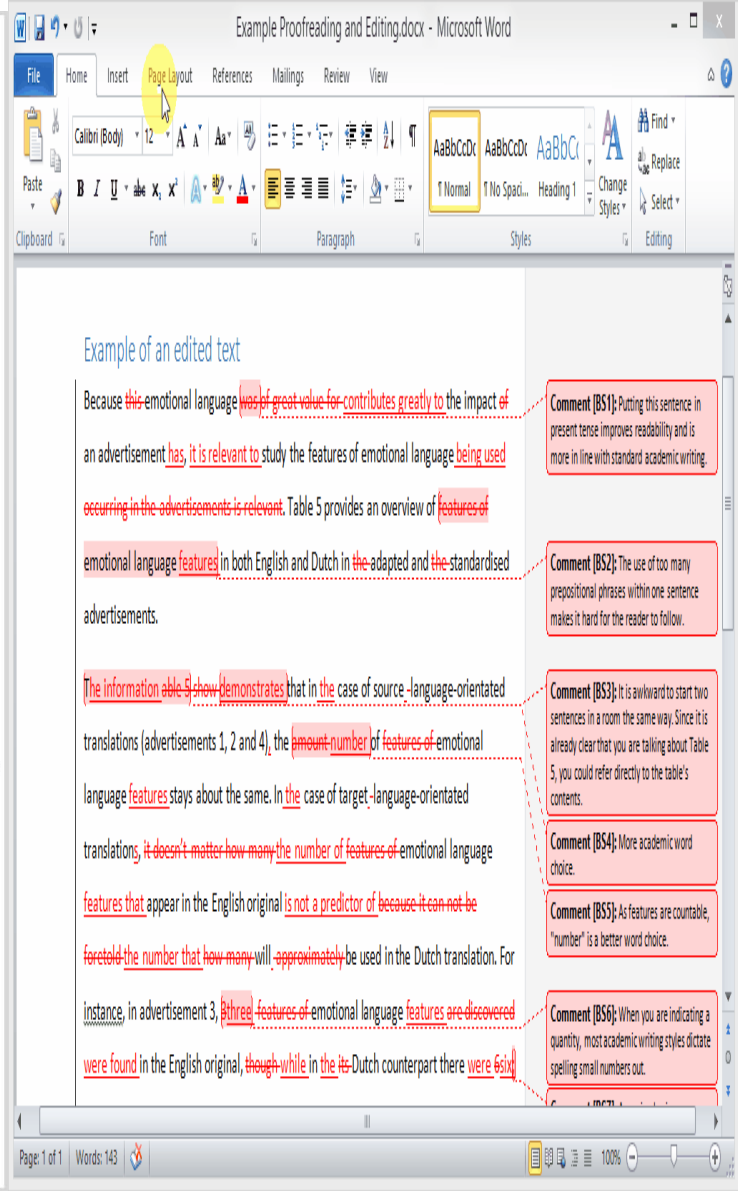 Example Proofreading and Editing.docx - Microsoft Word
File Home Insert Page Layout References Mailings Review View
Calibri (Body) 12 Aa
Paste
B I U abc x₂ x² A ab A
AaBbCcDc AaBbCcDc AaBbC
¶ Normal ¶ No Spaci... Heading 1
Change Styles
Find
Replace
Select
Clipboard Font Paragraph Styles Editing
Example of an edited text
Because this emotional language was of great value for contributes greatly to the impact of
an advertisement has, it is relevant to study the features of emotional language being used
occurring in the advertisements is relevant. Table 5 provides an overview of features of
emotional language features in both English and Dutch in the adapted and the standardised
advertisements.
The information able 5 show demonstrates that in the case of source -language-orientated
translations (advertisements 1, 2 and 4), the amount number of features of emotional
language features stays about the same. In the case of target -language-orientated
translations, it doesn't matter how many the number of features of emotional language
features that appear in the English original is not a predictor of because it can not be
foretold the number that how many will approximately be used in the Dutch translation. For
instance, in advertisement 3, 3three features of emotional language features are discovered
were found in the English original, though while in the its Dutch counterpart there were 6six
Comment [BS1]: Putting this sentence in
present tense improves readability and is
more in line with standard academic writing.
Comment [BS2]: The use of too many
prepositional phrases within one sentence
makes it hard for the reader to follow.
Comment [BS3]: It is awkward to start two
sentences in a room the same way. Since it is
already clear that you are talking about Table
5, you could refer directly to the table's
contents.
Comment [BS4]: More academic word
choice.
Comment [BS5]: As features are countable,
"number" is a better word choice.
Comment [BS6]: When you are indicating a
quantity, most academic writing styles dictate
spelling small numbers out.
Page: 1 of 1 Words: 143 100%